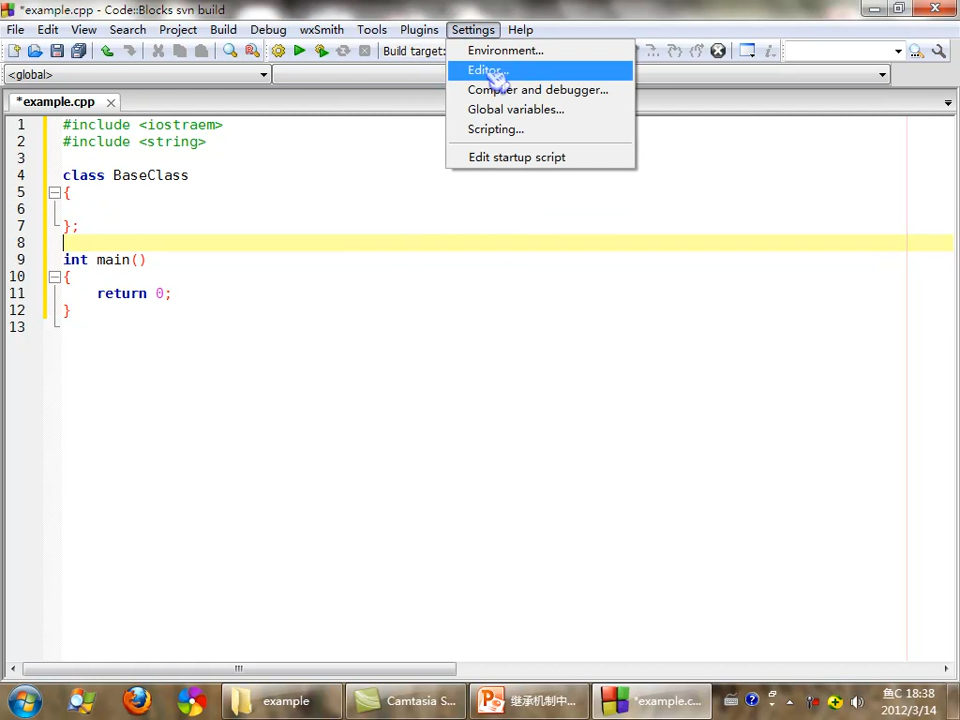 *example.cpp - Code::Blocks svn build
File Edit View Search Project Build Debug wxSmith Tools Plugins Settings Help
Build target:
<global>
Environment...
Editor...
Compiler and debugger...
Global variables...
Scripting...
Edit startup script
*example.cpp
1 #include <iostraem>
2 #include <string>
3
4 class BaseClass
5 {
6
7 };
8
9 int main()
10 {
11 return 0;
12 }
13
example
Camtasia S...
继承机制中...
*example.c...
鱼C 18:38
2012/3/14